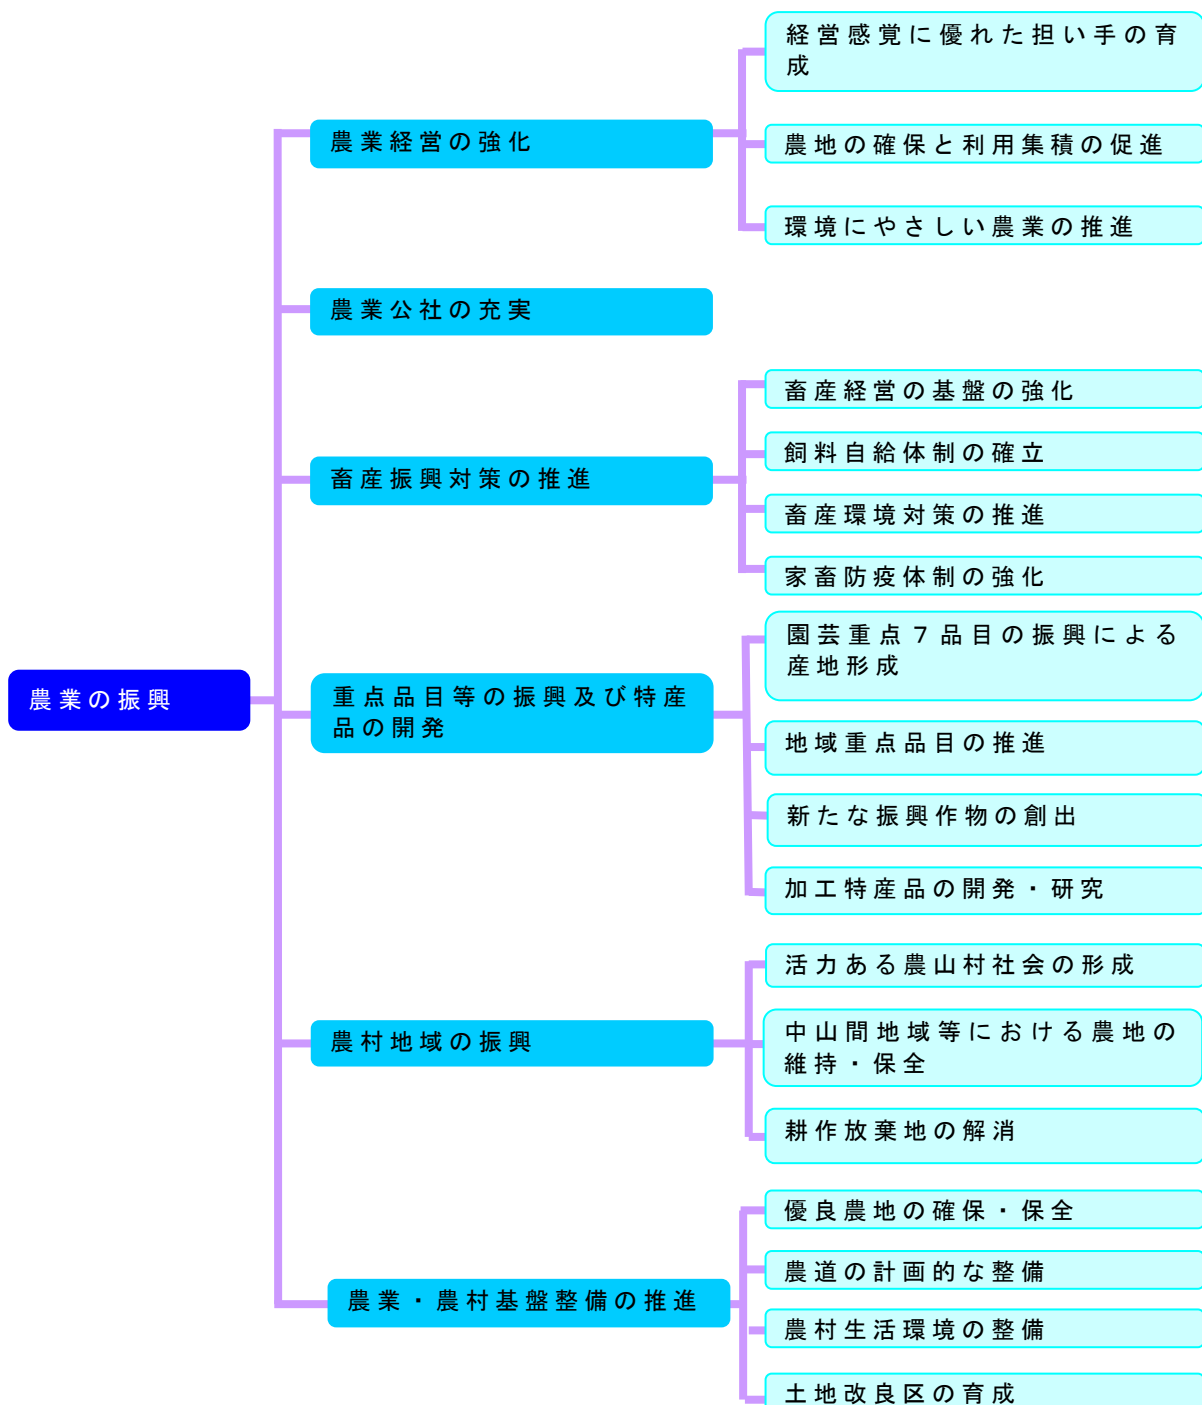 経営感覚に優れた担い手の育
成
農業経営の強化
農地の確保と利用集積の促進
環境にやさしい農業の推進
農業公社の充実
畜産経営の基盤の強化
飼料自給体制の確立
畜産振興対策の推進
畜産環境対策の推進
家畜防疫体制の強化
園芸重点７品目の振興による
産地形成
農業の振興
重点品目等の振興及び特産
品の開発
地域重点品目の推進
新たな振興作物の創出
加工特産品の開発・研究
活力ある農山村社会の形成
農村地域の振興
中山間地域等における農地の
維持・保全
耕作放棄地の解消
優良農地の確保・保全
農道の計画的な整備
農業・農村基盤整備の推進
農村生活環境の整備
土地改良区の育成